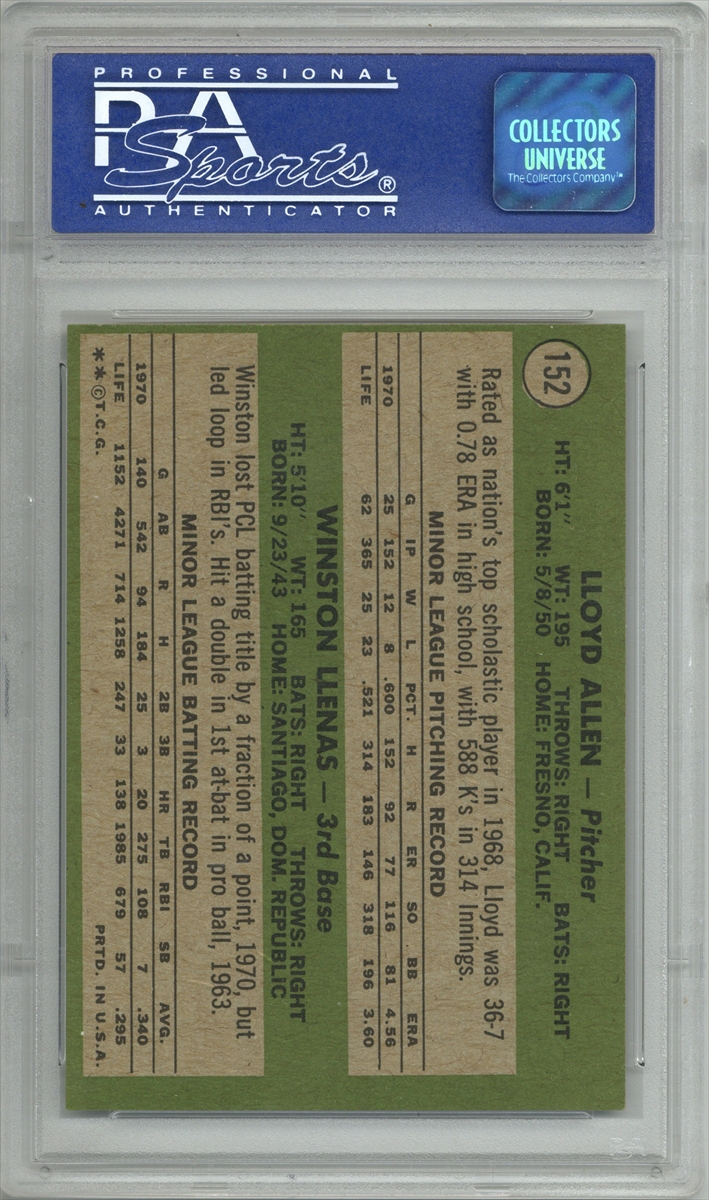 PROFESSIONAL
PSA
Sports®
AUTHENTICATOR
COLLECTORS
UNIVERSE
The Collectors Company™
152
LLOYD ALLEN — Pitcher
HT: 6'1" WT: 195 THROWS: RIGHT BATS: RIGHT
BORN: 5/8/50 HOME: FRESNO, CALIF.
Rated as nation's top scholastic player in 1968, Lloyd was 36-7
with 0.78 ERA in high school, with 588 K's in 314 Innings.
MINOR LEAGUE PITCHING RECORD
G IP W L PCT. H R ER SO BB ERA
1970 25 152 12 8 .600 152 92 77 116 81 4.56
LIFE 62 365 25 23 .521 314 183 146 318 196 3.60
WINSTON LLENAS — 3rd Base
HT: 5'10" WT: 165 BATS: RIGHT THROWS: RIGHT
BORN: 9/23/43 HOME: SANTIAGO, DOM. REPUBLIC
Winston lost PCL batting title by a fraction of a point, 1970, but
led loop in RBI's. Hit a double in 1st at-bat in pro ball, 1963.
MINOR LEAGUE BATTING RECORD
G AB R H 2B 3B HR TB RBI SB AVG.
1970 140 542 94 184 25 3 20 275 108 7 .340
LIFE 1152 4271 714 1258 247 33 138 1985 679 57 .295
**©T.C.G. PRTD. IN U.S.A.